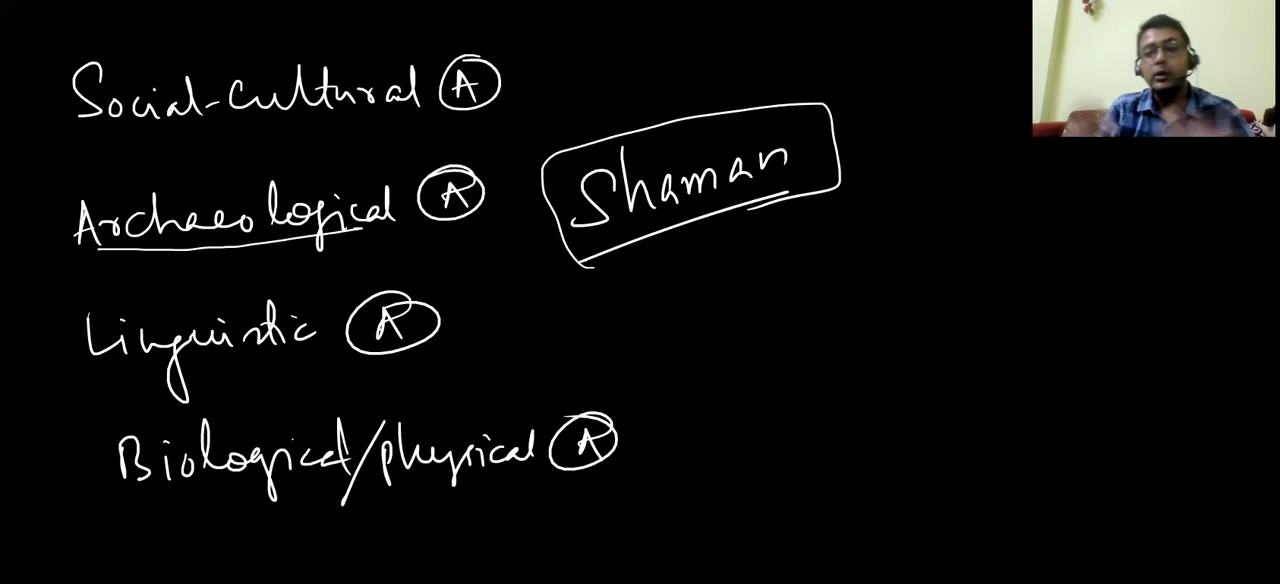 Social-Cultural A
Archaeological A
Shaman
Linguistic A
Biological/physical A